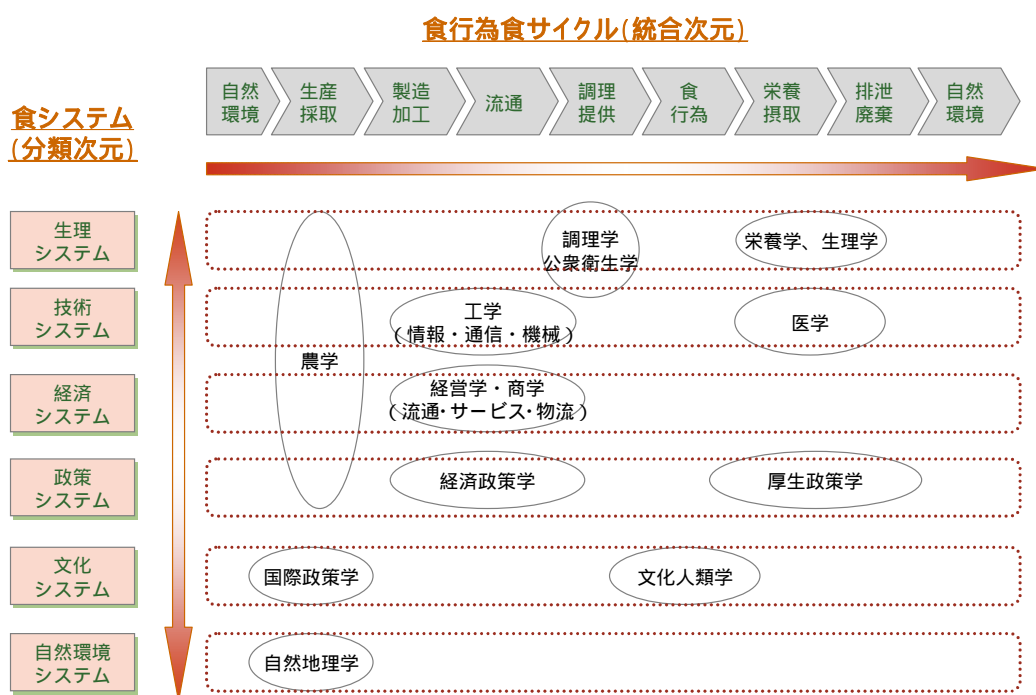 食行為食サイクル(統合次元)
食システム
(分類次元)
自然
環境
生産
採取
製造
加工
流通
調理
提供
食
行為
栄養
摂取
排泄
廃棄
自然
環境
生理
システム
調理学
公衆衛生学
栄養学、生理学
技術
システム
工学
(情報・通信・機械)
医学
農学
経済
システム
経営学・商学
(流通・サービス・物流)
政策
システム
経済政策学
厚生政策学
文化
システム
国際政策学
文化人類学
自然環境
システム
自然地理学